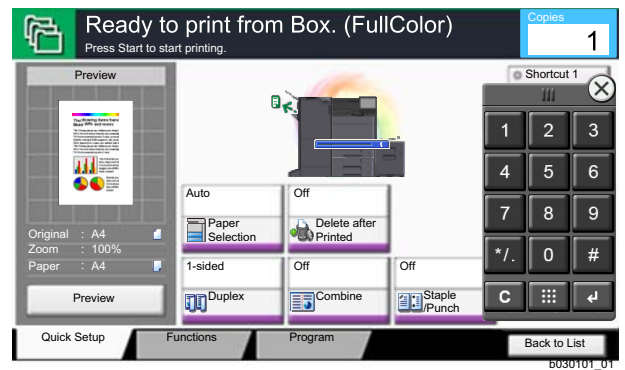 Ready to print from Box. (FullColor)
Press Start to start printing.
Copies
1
Preview
Original : A4
Zoom : 100%
Paper : A4
Preview
Auto
Paper
Selection
Off
Delete after
Printed
1-sided
Duplex
Off
Combine
Off
Staple
/Punch
Shortcut 1
1 2 3
4 5 6
7 8 9
*/. 0 #
C
Quick Setup
Functions
Program
Back to List
b030101_01